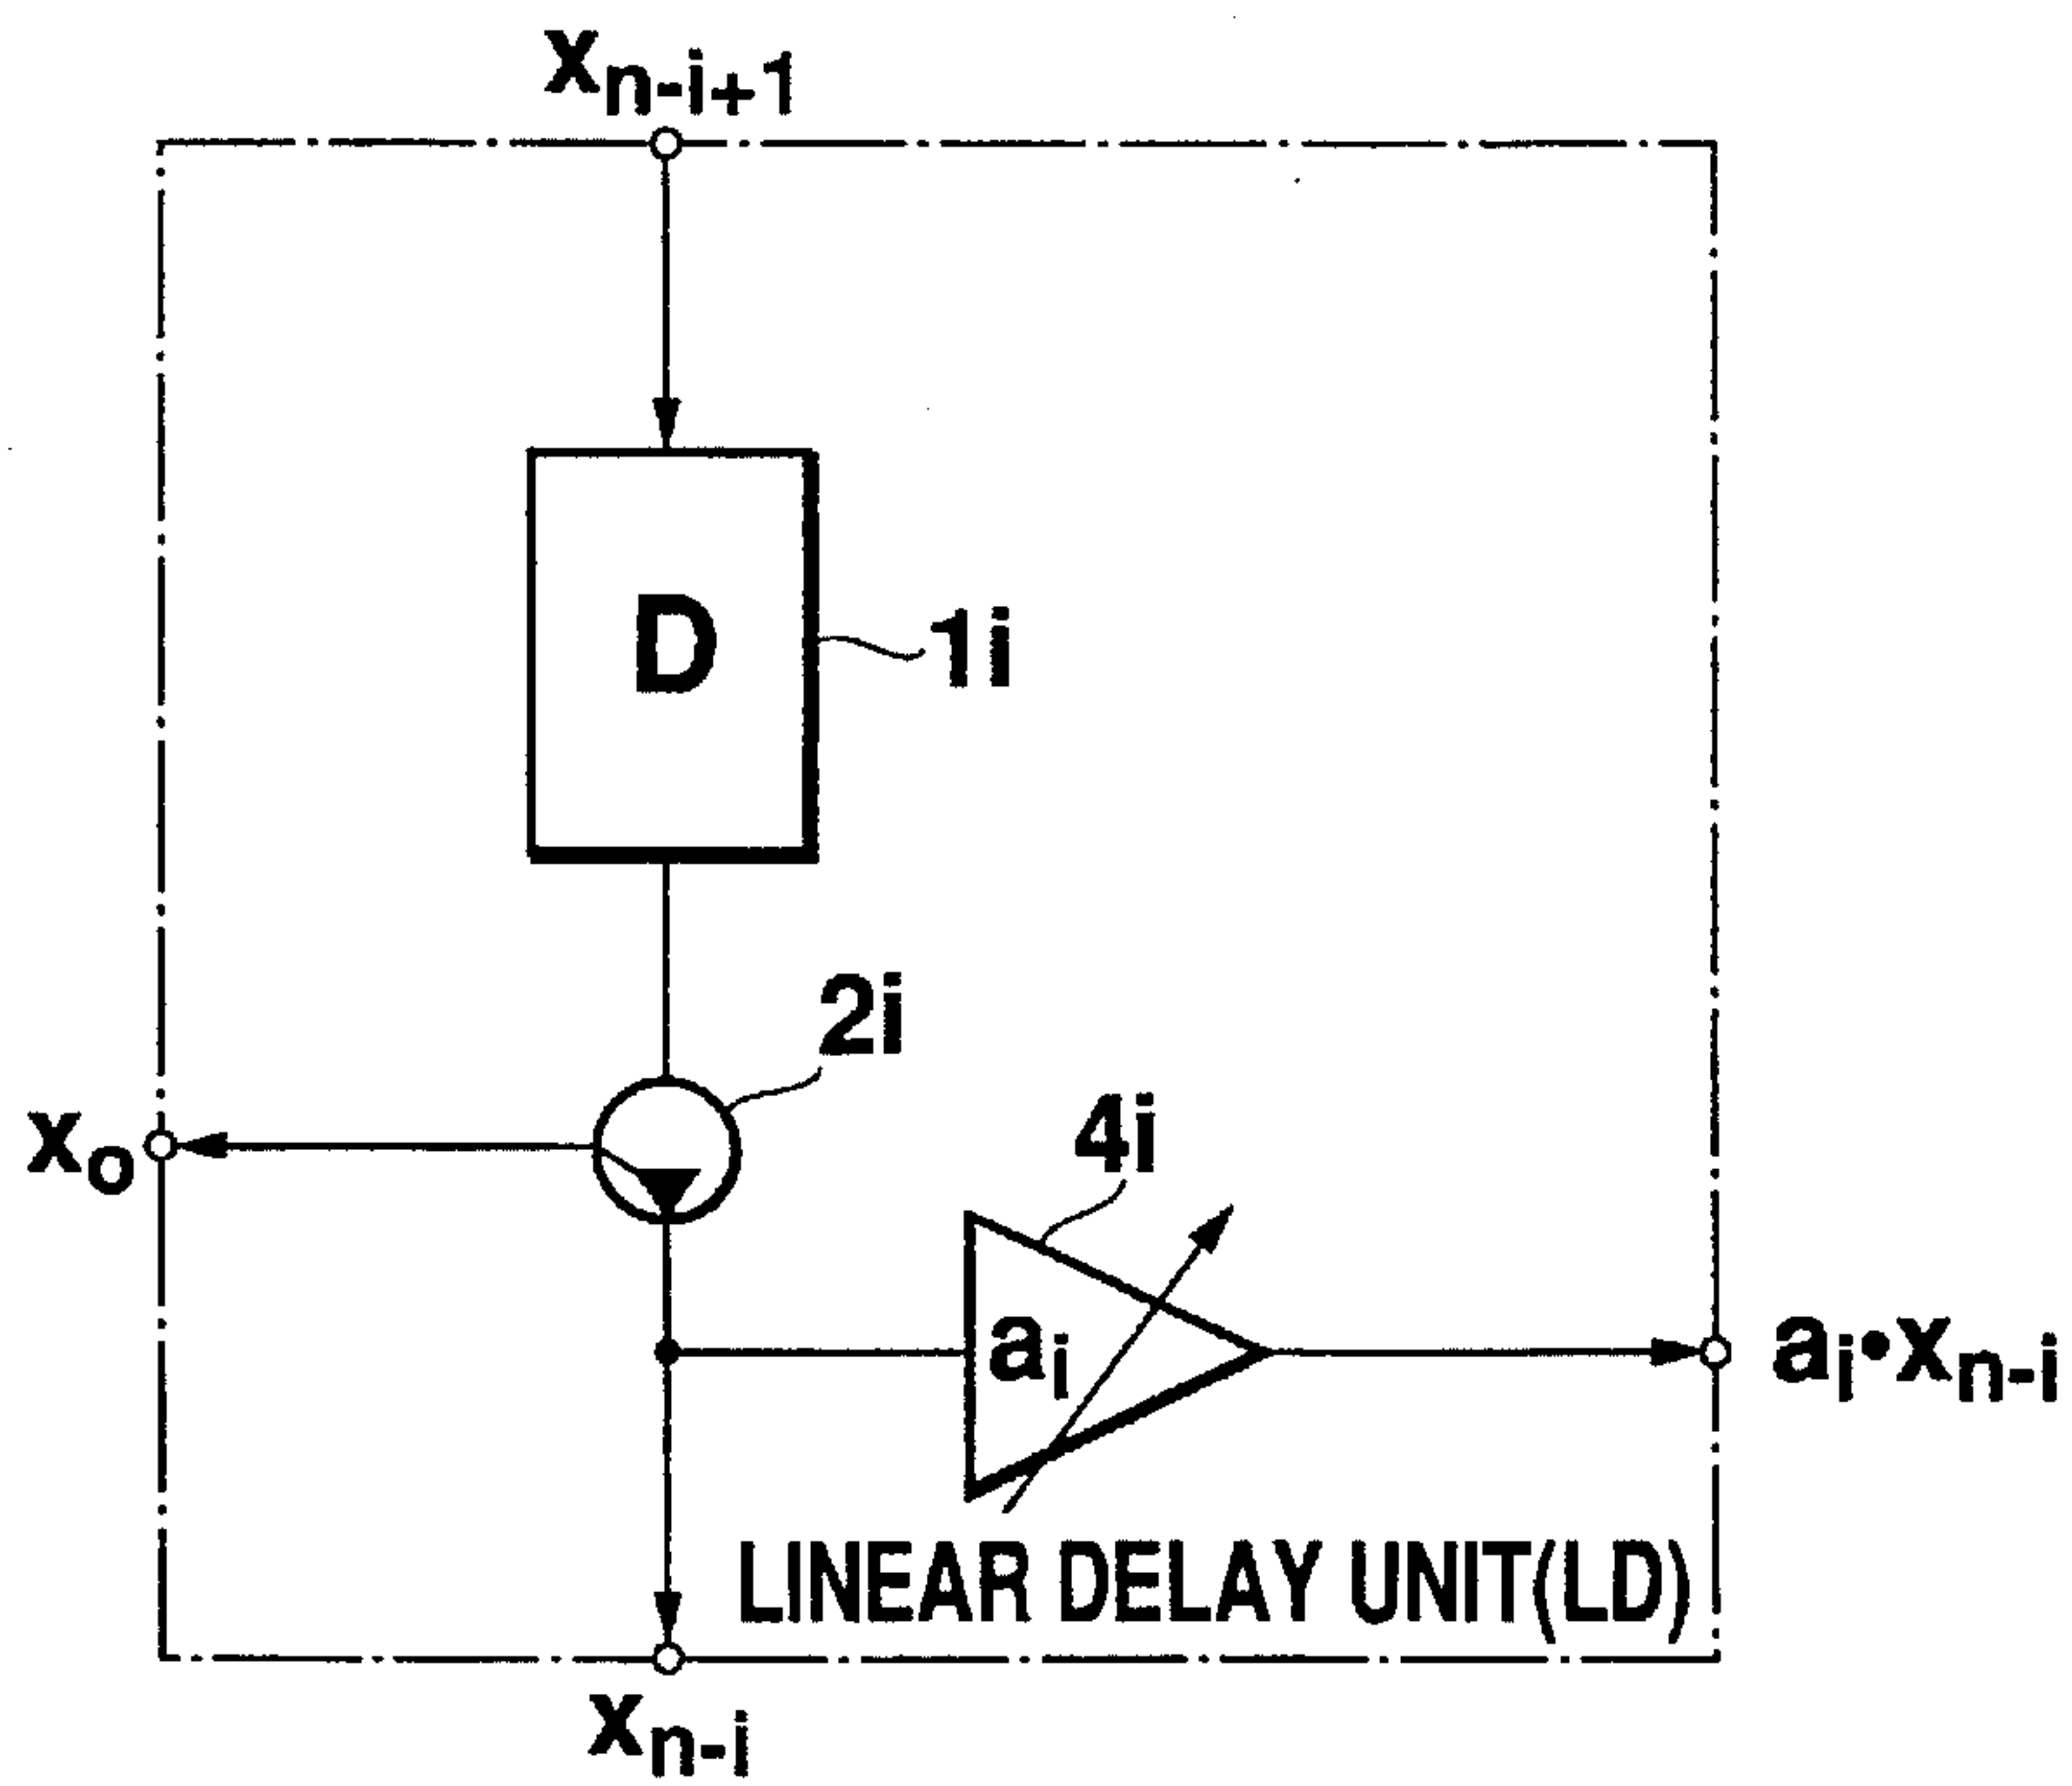 xn-i+1
D
1i
2i
xo
4i
ai
ai•xn-i
LINEAR DELAY UNIT(LD)
xn-i